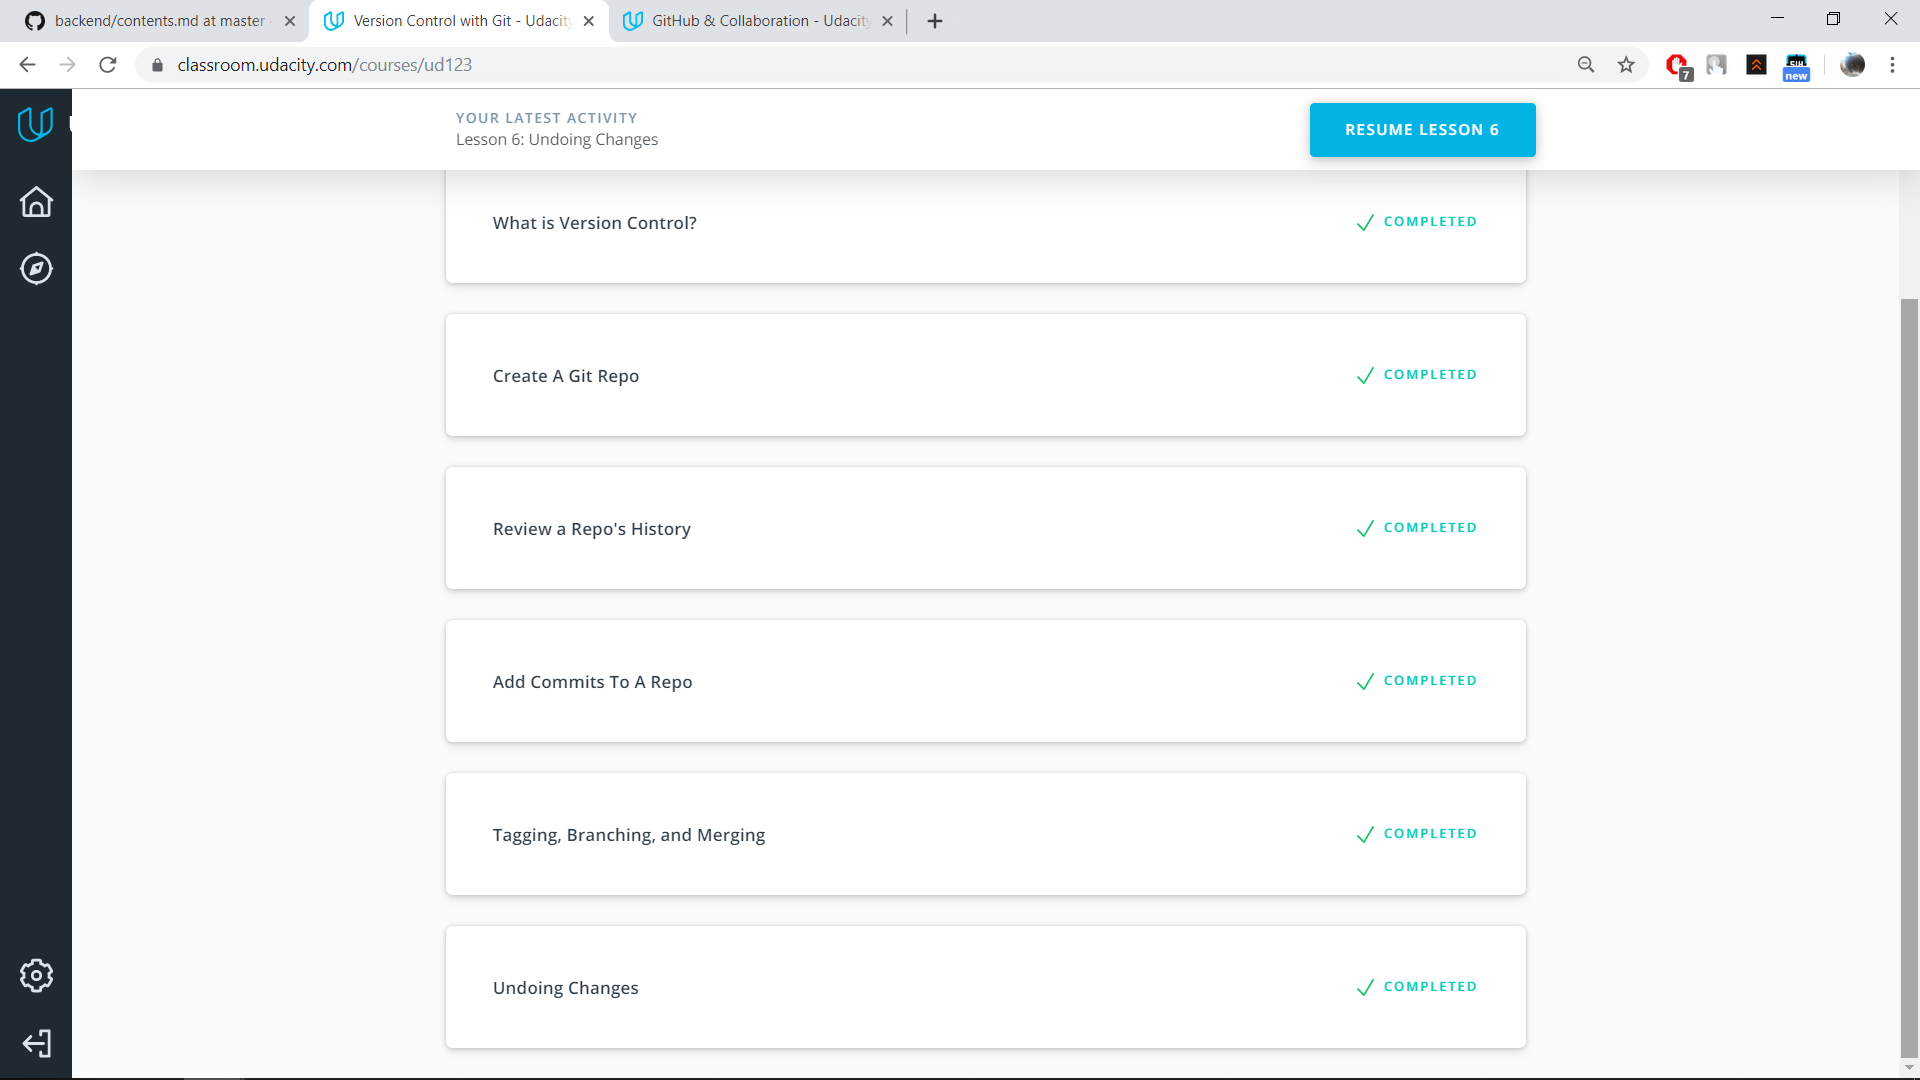 backend/contents.md at master
Version Control with Git - Udacity
GitHub & Collaboration - Udacity
classroom.udacity.com/courses/ud123
7
new
YOUR LATEST ACTIVITY
Lesson 6: Undoing Changes
RESUME LESSON 6
What is Version Control?
COMPLETED
Create A Git Repo
COMPLETED
Review a Repo's History
COMPLETED
Add Commits To A Repo
COMPLETED
Tagging, Branching, and Merging
COMPLETED
Undoing Changes
COMPLETED